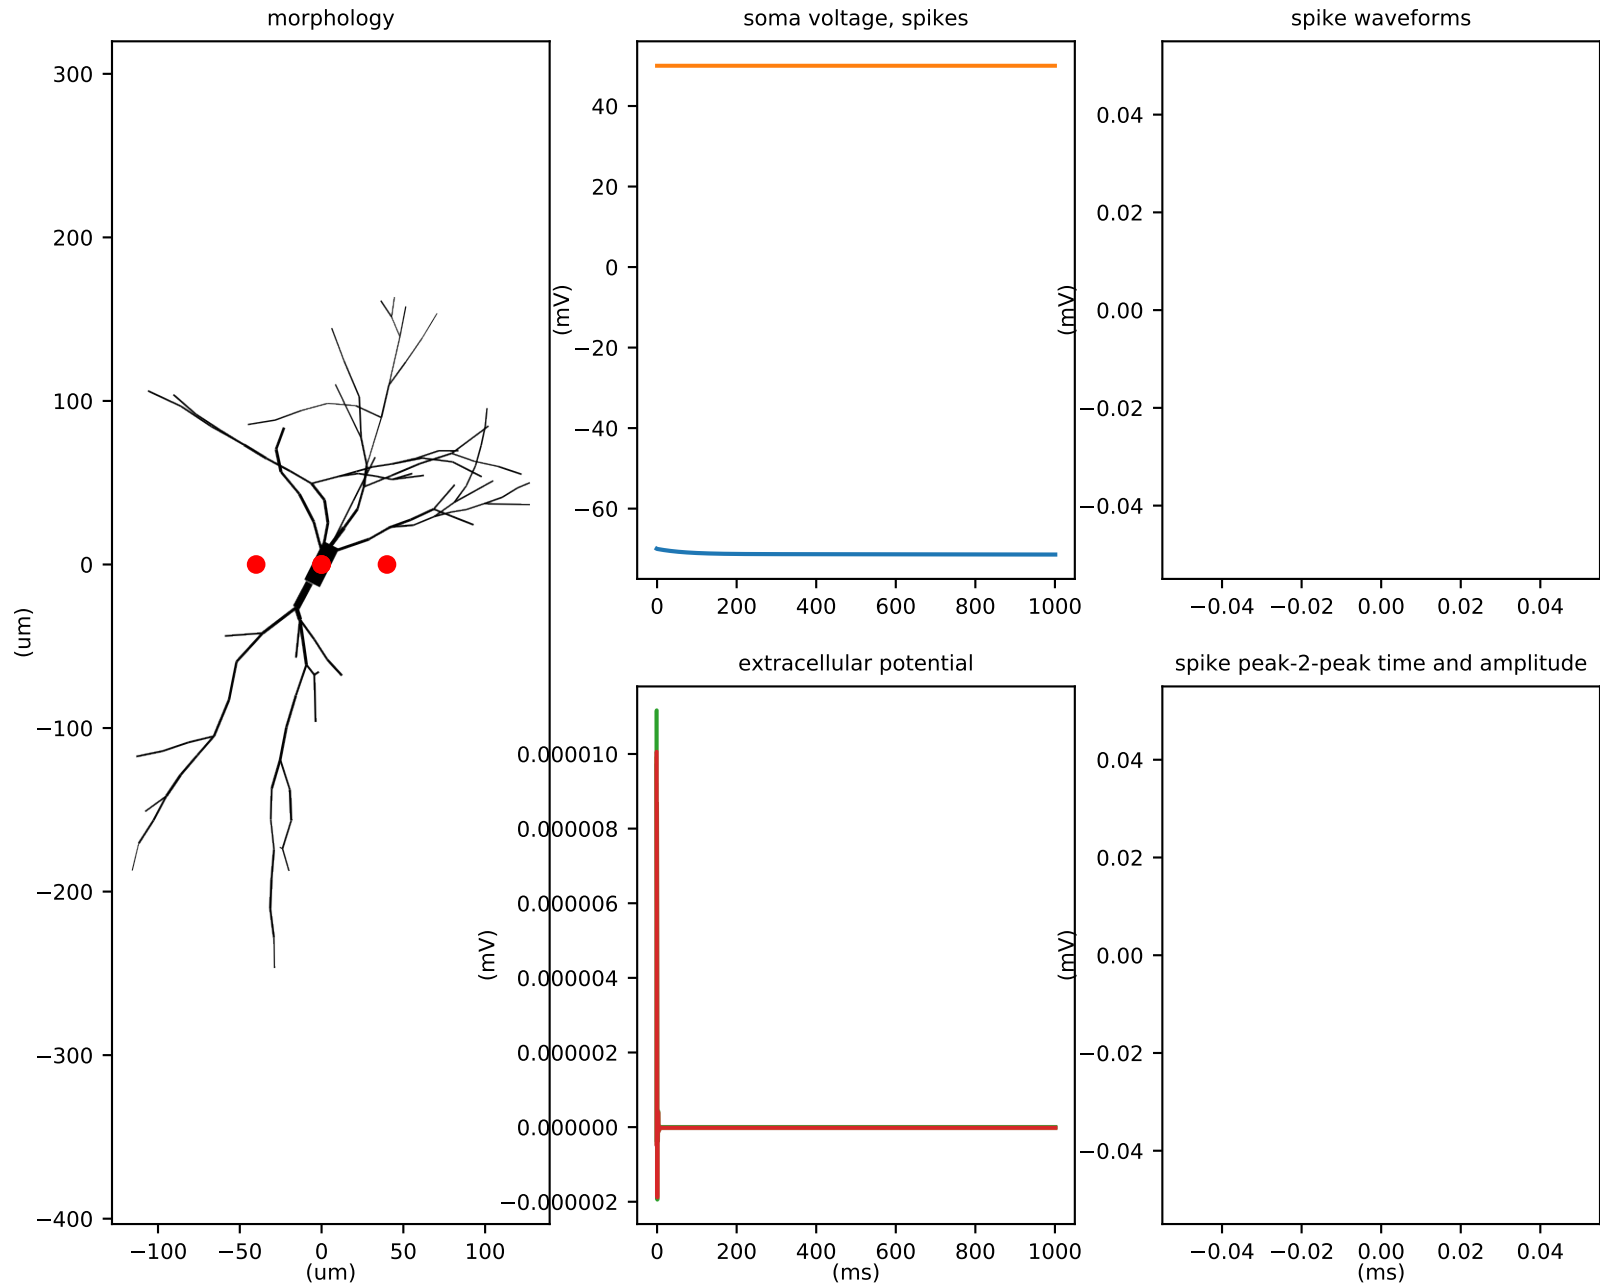 morphology
300
200
100
0
−100
−200
−300
−400
(um)
−100 −50 0 50 100
(um)
soma voltage, spikes
40
20
0
−20
−40
−60
(mV)
0 200 400 600 800 1000
spike waveforms
0.04
0.02
0.00
−0.02
−0.04
(mV)
−0.04 −0.02 0.00 0.02 0.04
extracellular potential
0.000010
0.000008
0.000006
0.000004
0.000002
0.000000
−0.000002
(mV)
0 200 400 600 800 1000
(ms)
spike peak-2-peak time and amplitude
0.04
0.02
0.00
−0.02
−0.04
(mV)
−0.04 −0.02 0.00 0.02 0.04
(ms)